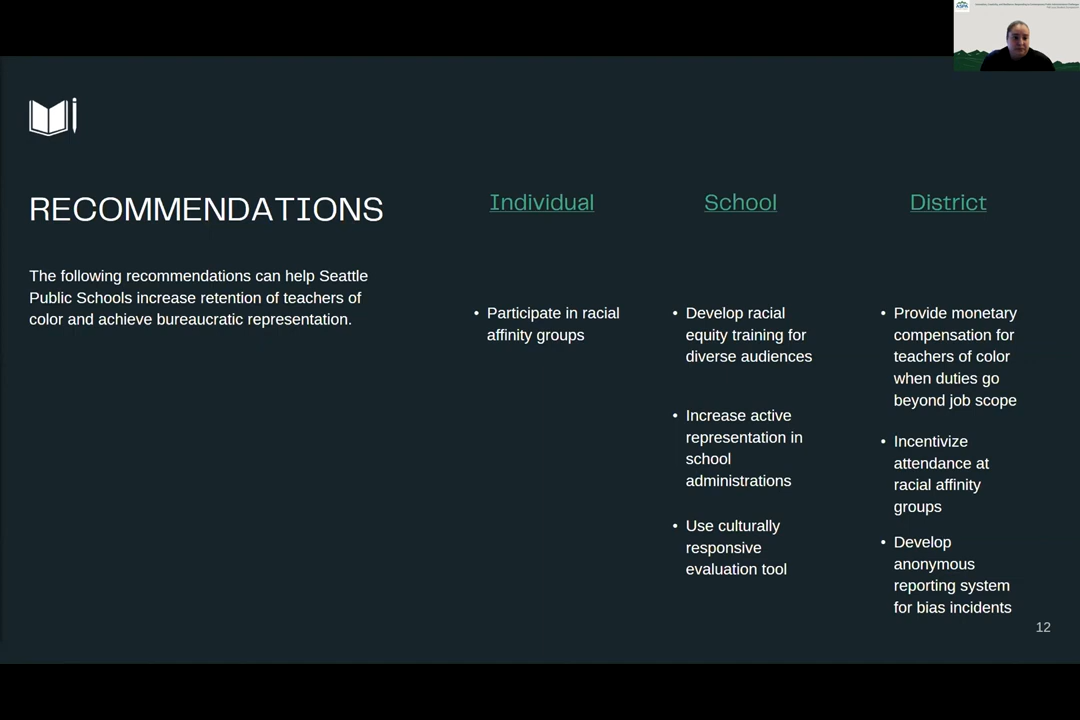 ASPA
RECOMMENDATIONS
The following recommendations can help Seattle
Public Schools increase retention of teachers of
color and achieve bureaucratic representation.
Individual
• Participate in racial
affinity groups
School
• Develop racial
equity training for
diverse audiences
• Increase active
representation in
school
administrations
• Use culturally
responsive
evaluation tool
District
• Provide monetary
compensation for
teachers of color
when duties go
beyond job scope
• Incentivize
attendance at
racial affinity
groups
• Develop
anonymous
reporting system
for bias incidents
12